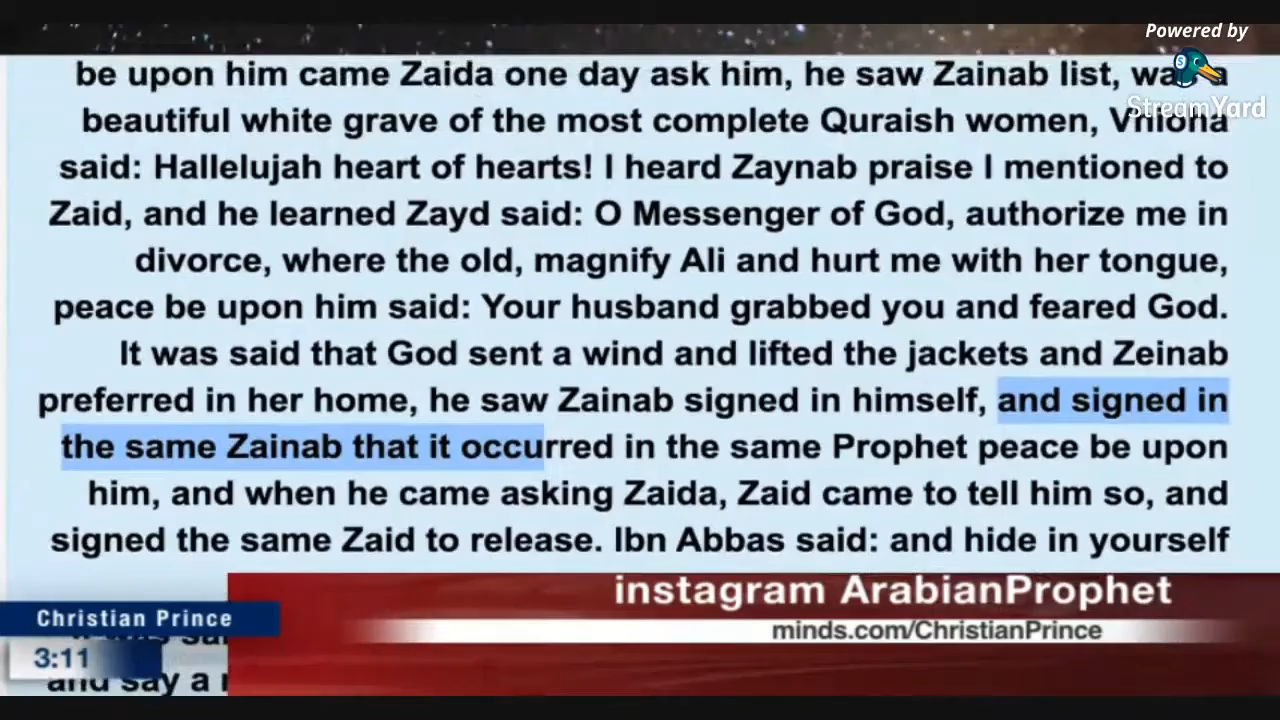 Powered by
StreamYard
be upon him came Zaida one day ask him, he saw Zainab list, was a
beautiful white grave of the most complete Quraish women,
said: Hallelujah heart of hearts! I heard Zaynab praise I mentioned to
Zaid, and he learned Zayd said: O Messenger of God, authorize me in
divorce, where the old, magnify Ali and hurt me with her tongue,
peace be upon him said: Your husband grabbed you and feared God.
It was said that God sent a wind and lifted the jackets and Zeinab
preferred in her home, he saw Zainab signed in himself, and signed in
the same Zainab that it occurred in the same Prophet peace be upon
him, and when he came asking Zaida, Zaid came to tell him so, and
signed the same Zaid to release. Ibn Abbas said: and hide in yourself
instagram ArabianProphet
Christian Prince
minds.com/ChristianPrince
3:11
and say a